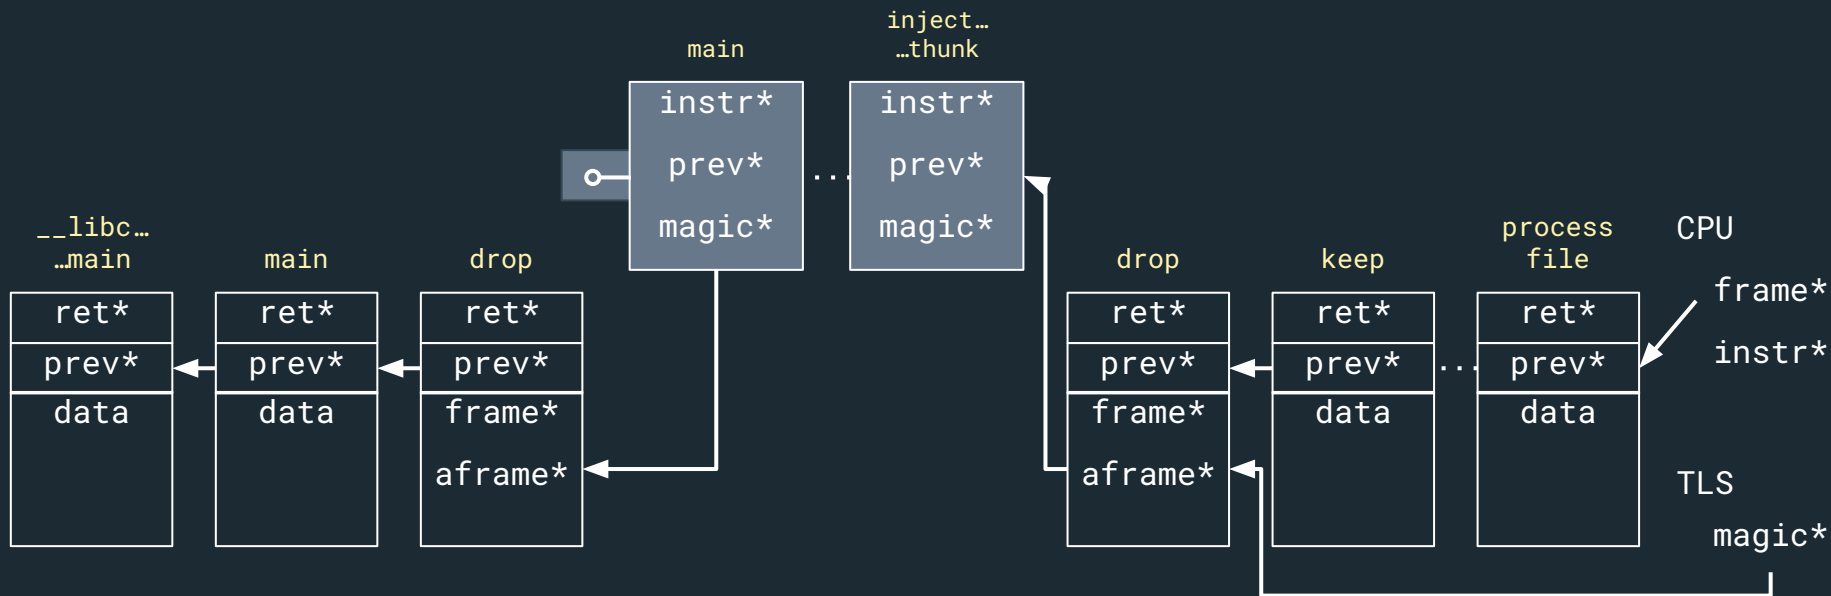 inject…
…thunk
main
instr*
prev*
magic*
instr*
prev*
magic*
...
__libc…
…main
main
drop
ret*
prev*
data
ret*
prev*
data
ret*
prev*
frame*
aframe*
drop
keep
process
file
ret*
prev*
frame*
aframe*
ret*
prev*
data
...
ret*
prev*
data
CPU
frame*
instr*
TLS
magic*